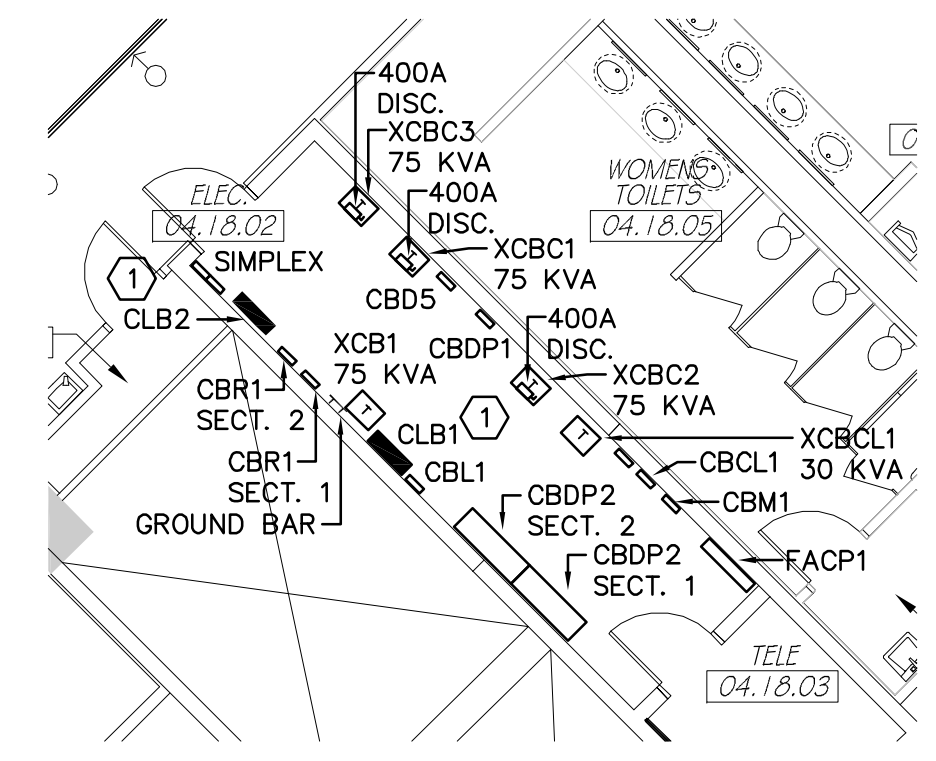 400A
DISC.
XCBC3
75 KVA
400A
DISC.
WOMENS
TOILETS
04.18.05
0
ELEC.
04.18.02
SIMPLEX
1
CLB2
XCBC1
75 KVA
CBD5
CBDP1
XCB1
75 KVA
400A
DISC.
XCBC2
75 KVA
CBR1
SECT. 2
T
T
T
T
T
T
1
CLB1
T
XCBCL1
30 KVA
CBR1
SECT. 1
CBL1
CBCL1
CBM1
GROUND BAR
CBDP2
SECT. 2
CBDP2
SECT. 1
FACP1
TELE
04.18.03